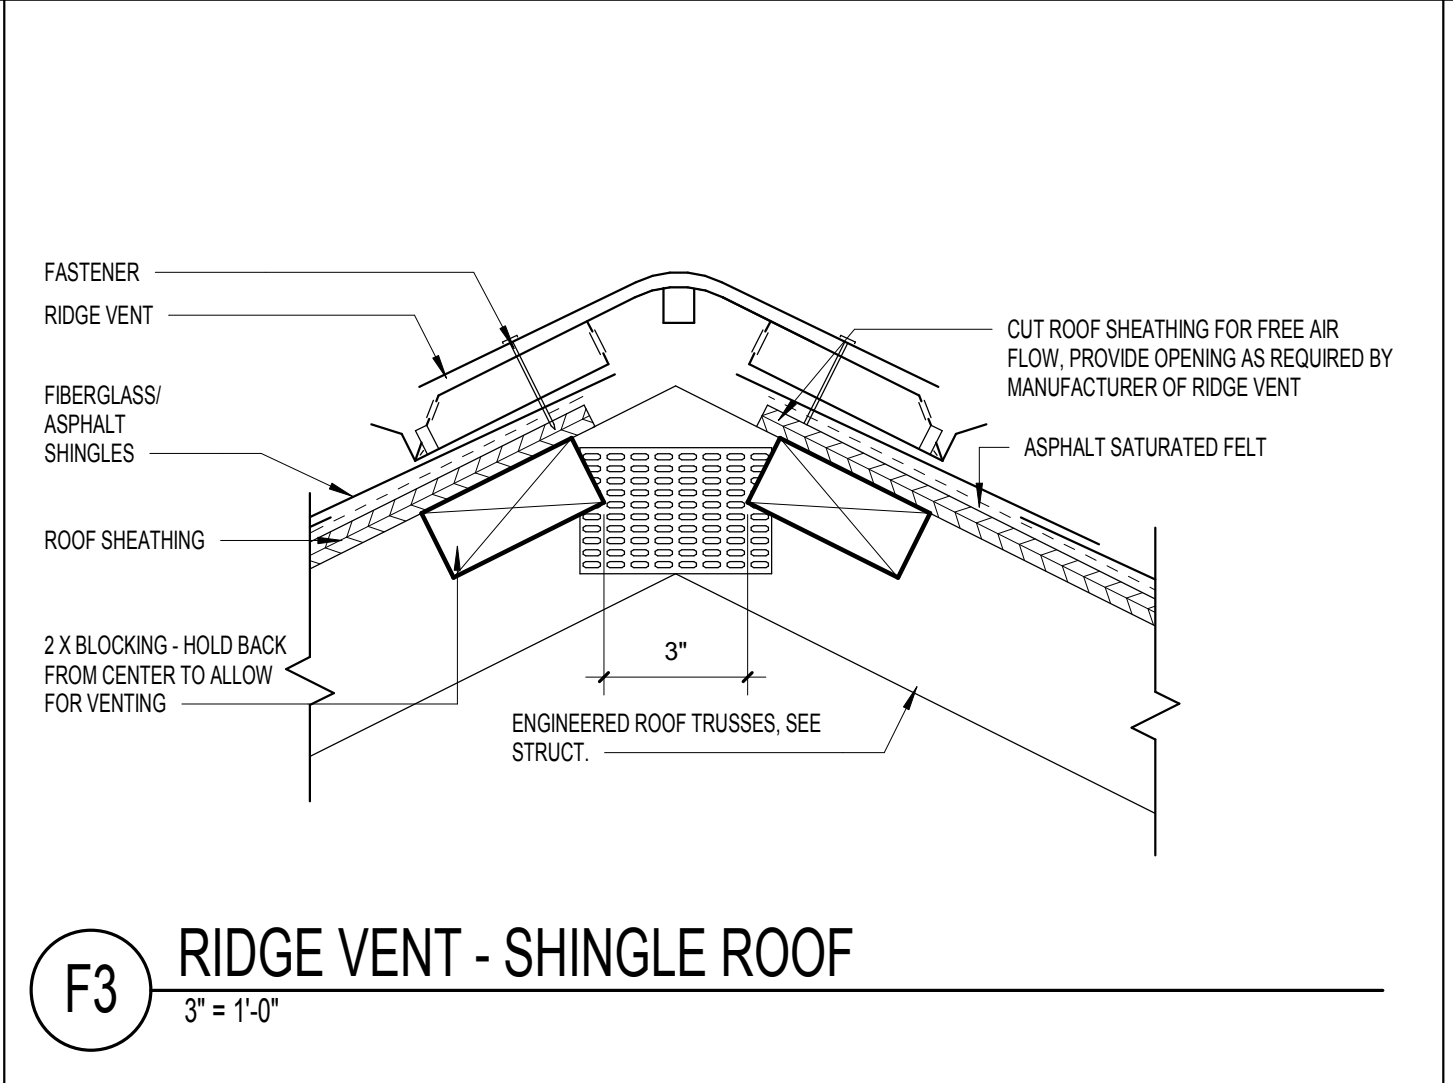 FASTENER
RIDGE VENT
FIBERGLASS/
ASPHALT
SHINGLES
ROOF SHEATHING
2 X BLOCKING - HOLD BACK
FROM CENTER TO ALLOW
FOR VENTING
CUT ROOF SHEATHING FOR FREE AIR
FLOW, PROVIDE OPENING AS REQUIRED BY
MANUFACTURER OF RIDGE VENT
ASPHALT SATURATED FELT
3"
ENGINEERED ROOF TRUSSES, SEE
STRUCT.
F3
RIDGE VENT - SHINGLE ROOF
3" = 1'-0"